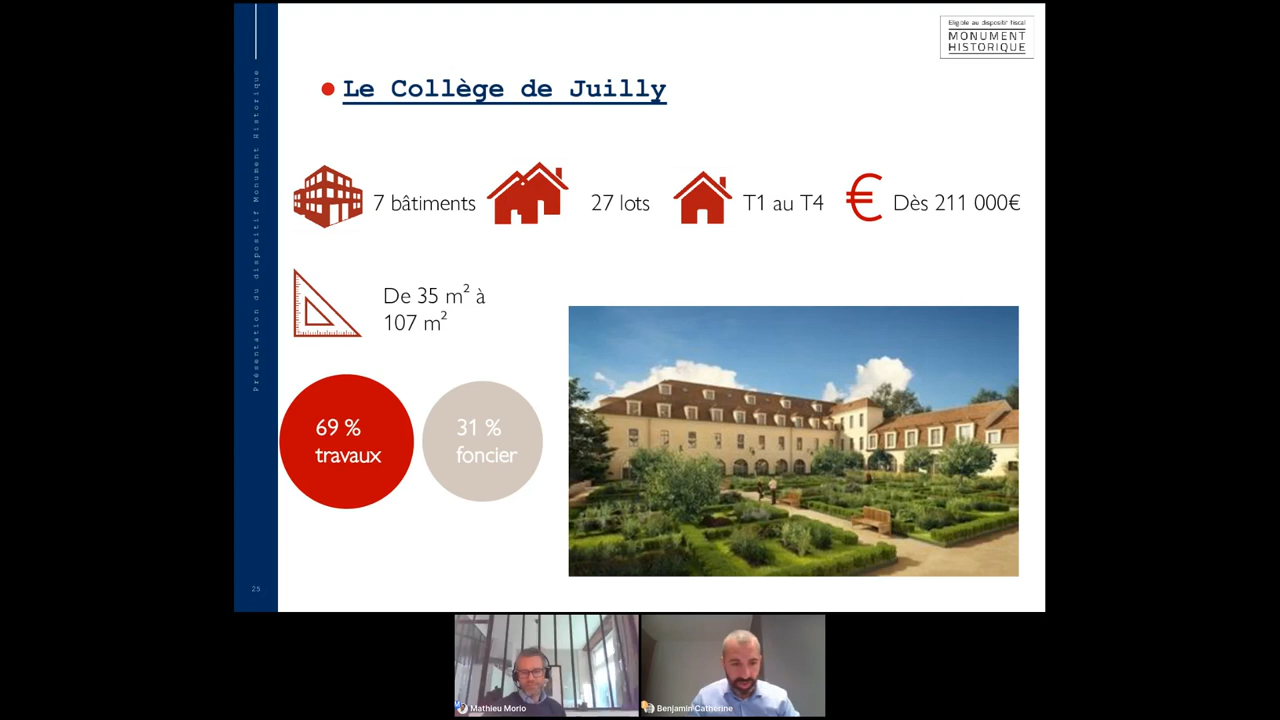 Eligible au dispositif fiscal
MONUMENT
HISTORIQUE
Présentation du dispositif Monument Historique
Le Collège de Juilly
7 bâtiments
27 lots
T1 au T4
Dès 211 000€
De 35 m² à
107 m²
69 %
travaux
31 %
foncier
25
Mathieu Morio
Benjamin Catherine